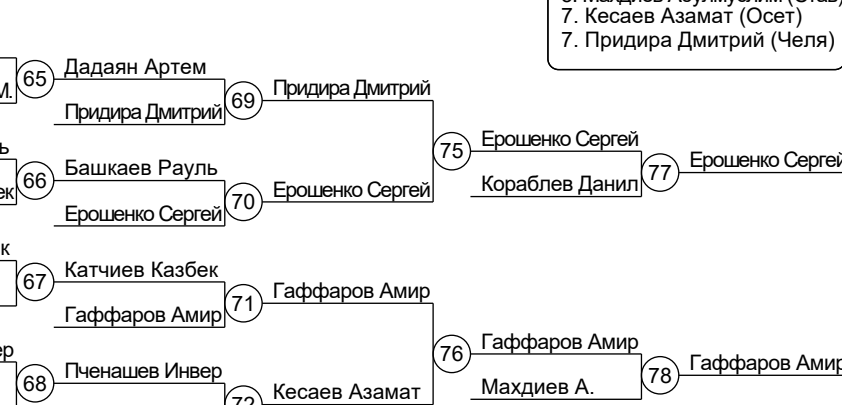 7. Кесаев Азамат (Осет)
7. Придира Дмитрий (Челя)
65 Дадаян Артем
М.
Придира Дмитрий 69 Придира Дмитрий
75 Ерошенко Сергей
66 Башкаев Рауль
Кораблев Данил 77 Ерошенко Сергей
Ерошенко Сергей 70 Ерошенко Сергей
67 Катчиев Казбек
Гаффаров Амир 71 Гаффаров Амир
76 Гаффаров Амир
68 Пченашев Инвер
Махдиев А. 78 Гаффаров Амир
72 Кесаев Азамат